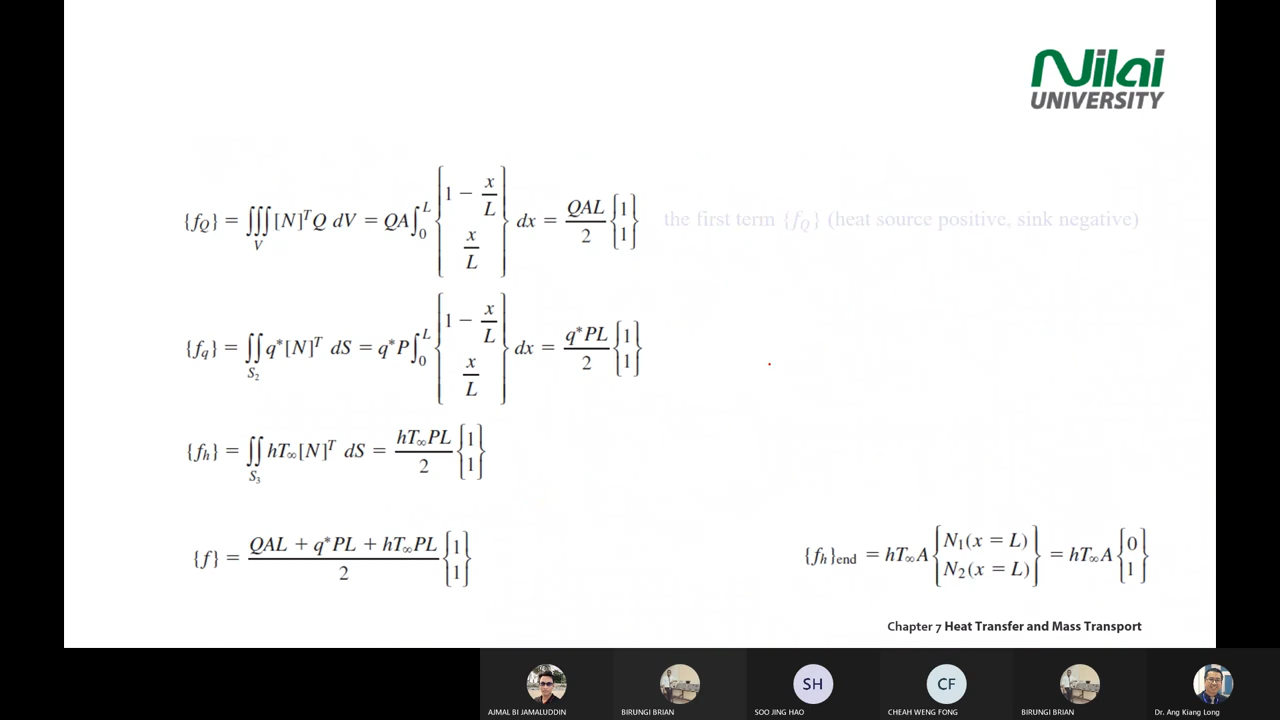 Nilai
UNIVERSITY
{f_Q} = ∭_V [N]^T Q dV = QA ∫_0^L {1 − x/L, x/L} dx = QAL/2 {1, 1} the first term {f_Q} (heat source positive, sink negative)
{f_q} = ∬_{S_2} q*[N]^T dS = q*P ∫_0^L {1 − x/L, x/L} dx = q*PL/2 {1, 1}
{f_h} = ∬_{S_3} hT_∞[N]^T dS = hT_∞PL/2 {1, 1}
{f} = (QAL + q*PL + hT_∞PL)/2 {1, 1}
{f_h}_end = hT_∞A {N_1(x = L), N_2(x = L)} = hT_∞A {0, 1}
Chapter 7 Heat Transfer and Mass Transport
SH
CF
AJMAL BI JAMALUDDIN
BIRUNGI BRIAN
SOO JING HAO
CHEAH WENG FONG
BIRUNGI BRIAN
Dr. Ang Kiang Long